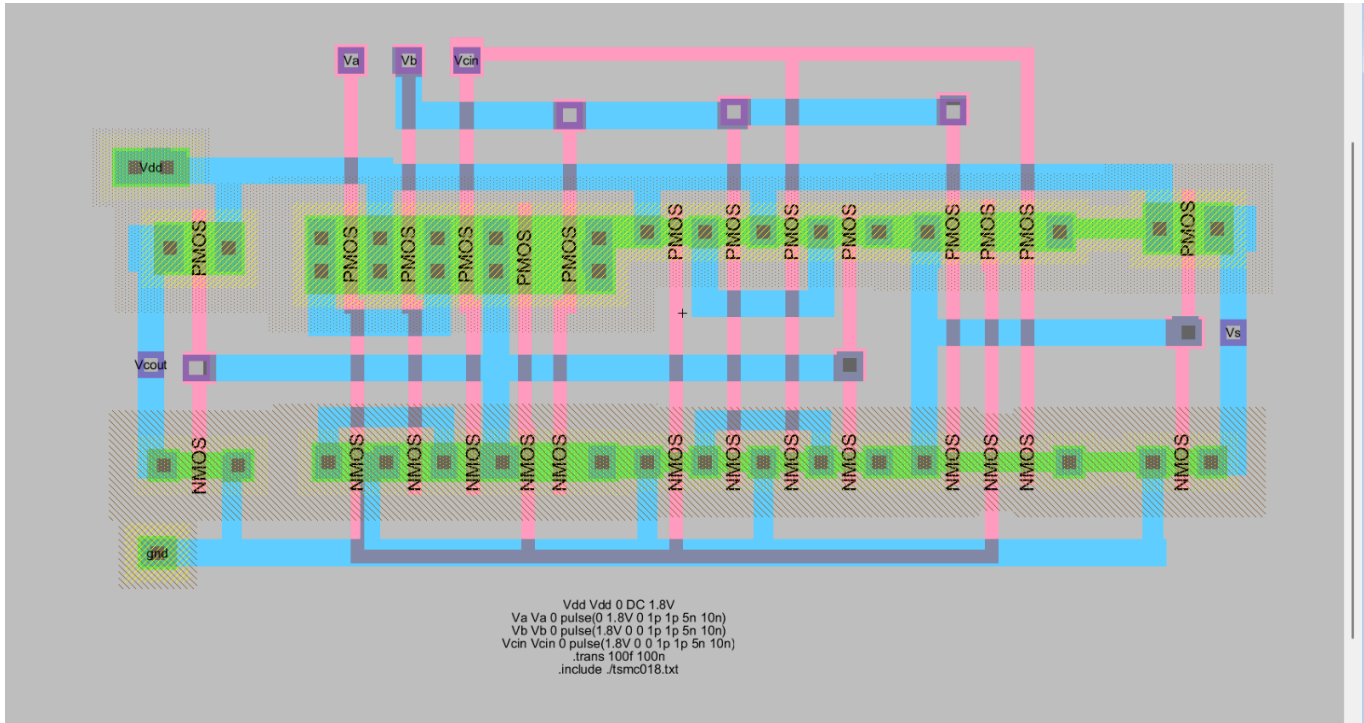 Va Vb Vcin
Vdd
PMOS PMOS PMOS PMOS PMOS PMOS PMOS PMOS PMOS PMOS PMOS PMOS PMOS
Vs
Vcout
NMOS NMOS NMOS NMOS NMOS NMOS NMOS NMOS NMOS NMOS NMOS NMOS NMOS NMOS
gnd
Vdd Vdd 0 DC 1.8V
Va Va 0 pulse(0 1.8V 0 1p 1p 5n 10n)
Vb Vb 0 pulse(1.8V 0 0 1p 1p 5n 10n)
Vcin Vcin 0 pulse(1.8V 0 0 1p 1p 5n 10n)
.trans 100f 100n
.include ./tsmc018.txt